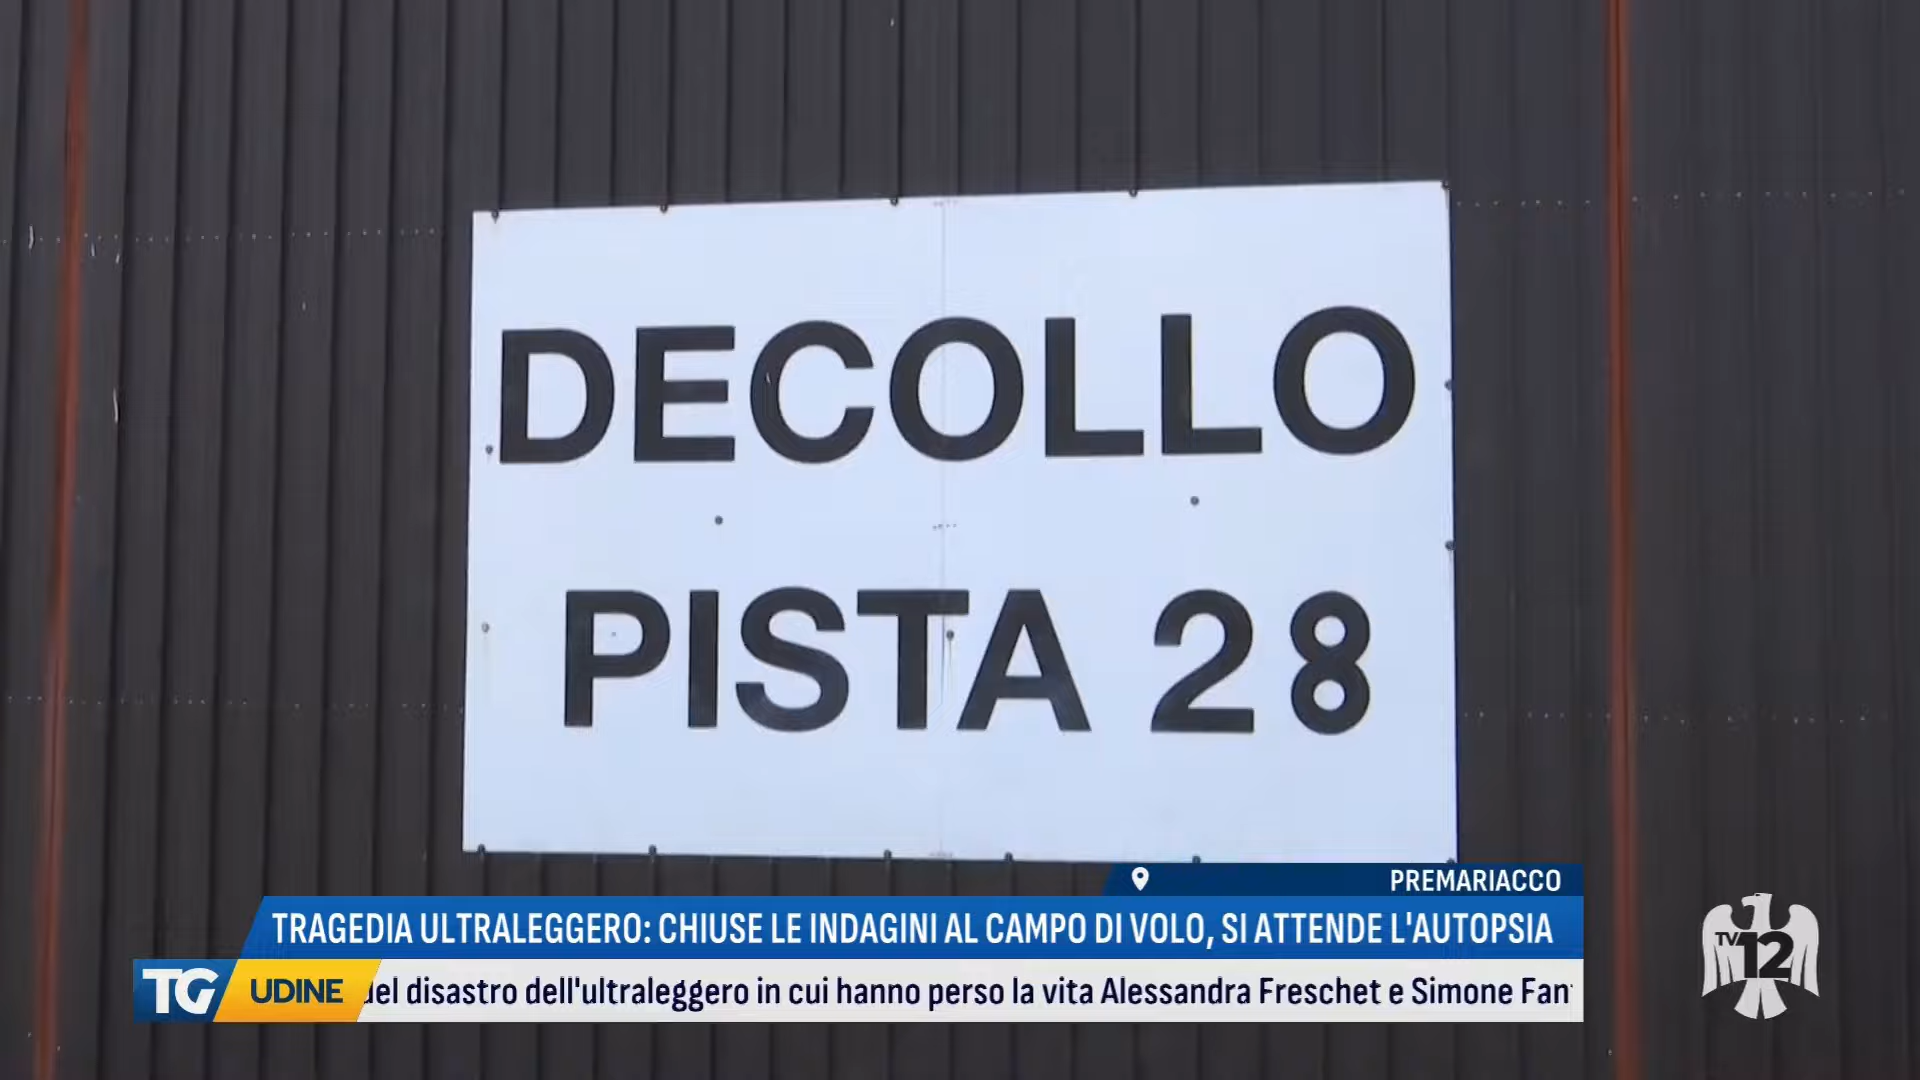 DECOLLO
PISTA 28
PREMARIACCO
TRAGEDIA ULTRALEGGERO: CHIUSE LE INDAGINI AL CAMPO DI VOLO, SI ATTENDE L'AUTOPSIA
TG UDINE del disastro dell'ultraleggero in cui hanno perso la vita Alessandra Freschet e Simone
TV 12